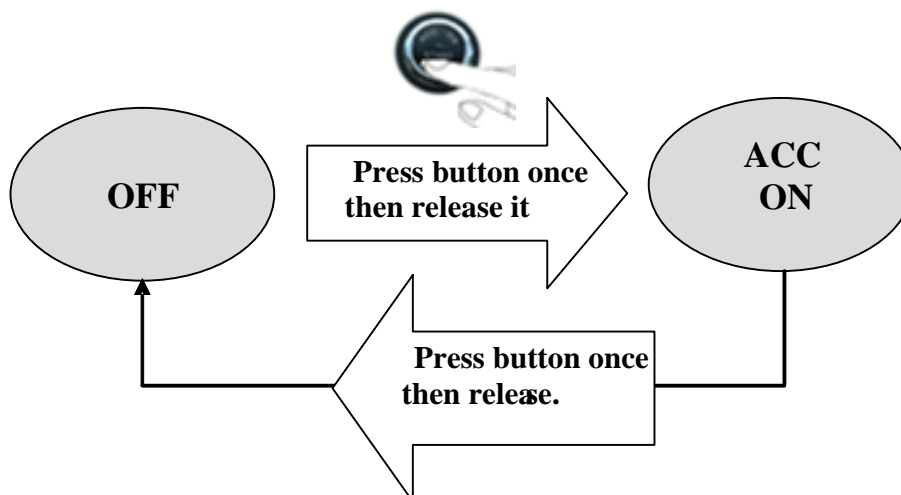 OFF
Press button once
then release it
ACC
ON
Press button once
then release.